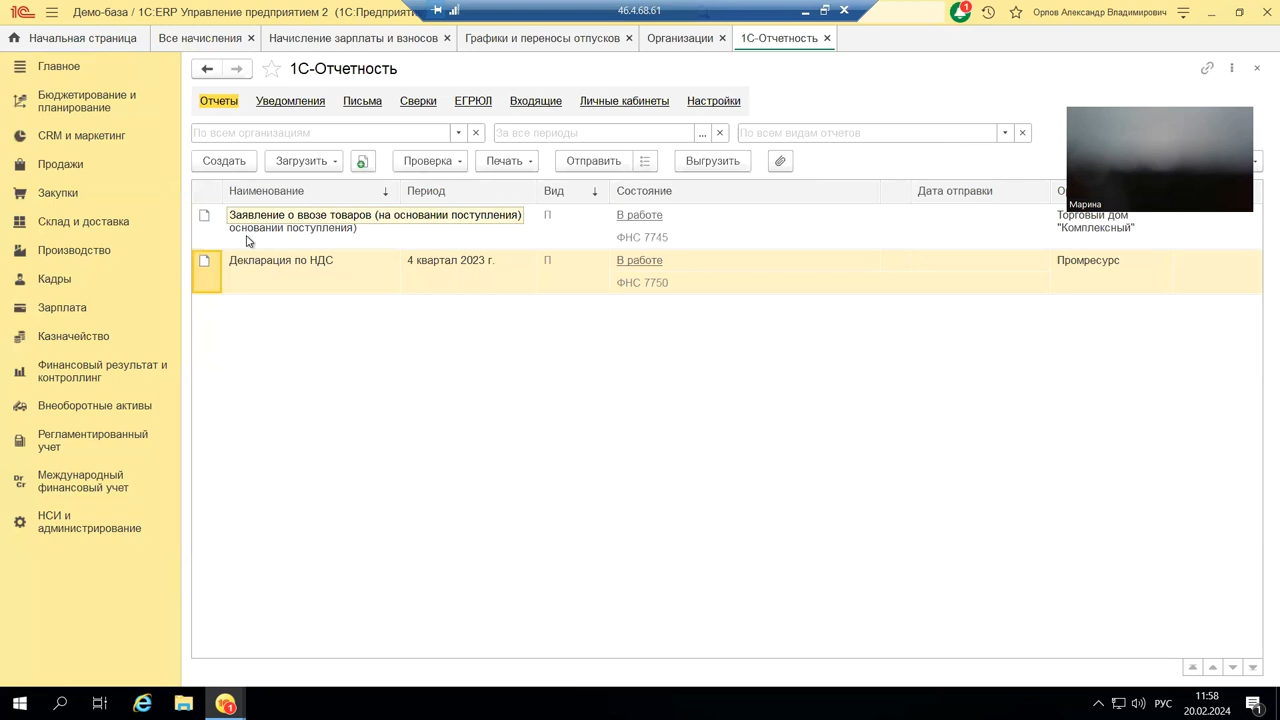 Демо-база / 1С:ERP Управление предприятием 2 (1С:Предприяти
46.4.68.61
Орлов Александр Владимирович
Начальная страница
Все начисления ×
Начисление зарплаты и взносов ×
Графики и переносы отпусков ×
Организации ×
1С-Отчетность ×
Главное
Бюджетирование и
планирование
CRM и маркетинг
Продажи
Закупки
Склад и доставка
Производство
Кадры
Зарплата
Казначейство
Финансовый результат и
контроллинг
Внеоборотные активы
Регламентированный
учет
Международный
финансовый учет
НСИ и
администрирование
1С-Отчетность
Отчеты Уведомления Письма Сверки ЕГРЮЛ Входящие Личные кабинеты Настройки
По всем организациям
За все периоды
...
По всем видам отчетов
Создать Загрузить Проверка Печать Отправить Выгрузить
Наименование Период Вид Состояние Дата отправки
Заявление о ввозе товаров (на основании поступления)
основании поступления)
П
В работе
ФНС 7745
Торговый дом
"Комплексный"
Декларация по НДС
4 квартал 2023 г.
П
В работе
ФНС 7750
Промресурс
Марина
1
РУС
11:58
20.02.2024
1